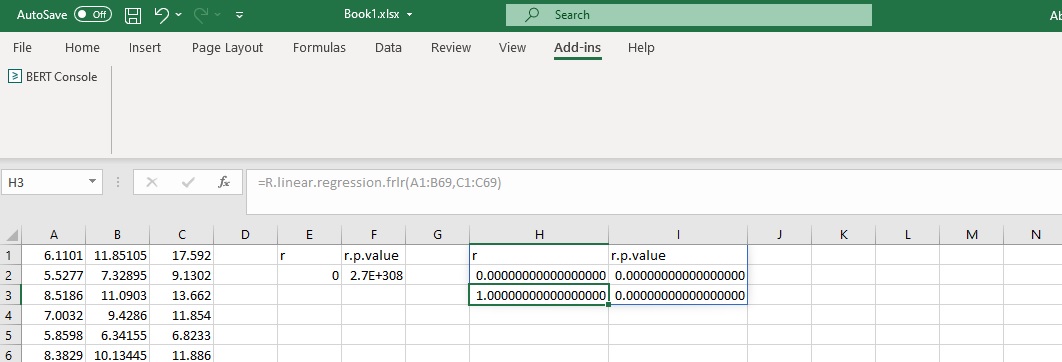 AutoSave Off Book1.xlsx Search
File Home Insert Page Layout Formulas Data Review View Add-ins Help
BERT Console
H3 fx =R.linear.regression.frlr(A1:B69,C1:C69)
A B C D E F G H I J K L M N
1 6.1101 11.85105 17.592 r r.p.value r r.p.value
2 5.5277 7.32895 9.1302 0 2.7E+308 0.00000000000000000 0.00000000000000000
3 8.5186 11.0903 13.662 1.00000000000000000 0.00000000000000000
4 7.0032 9.4286 11.854
5 5.8598 6.34155 6.8233
6 8.3829 10.13445 11.886